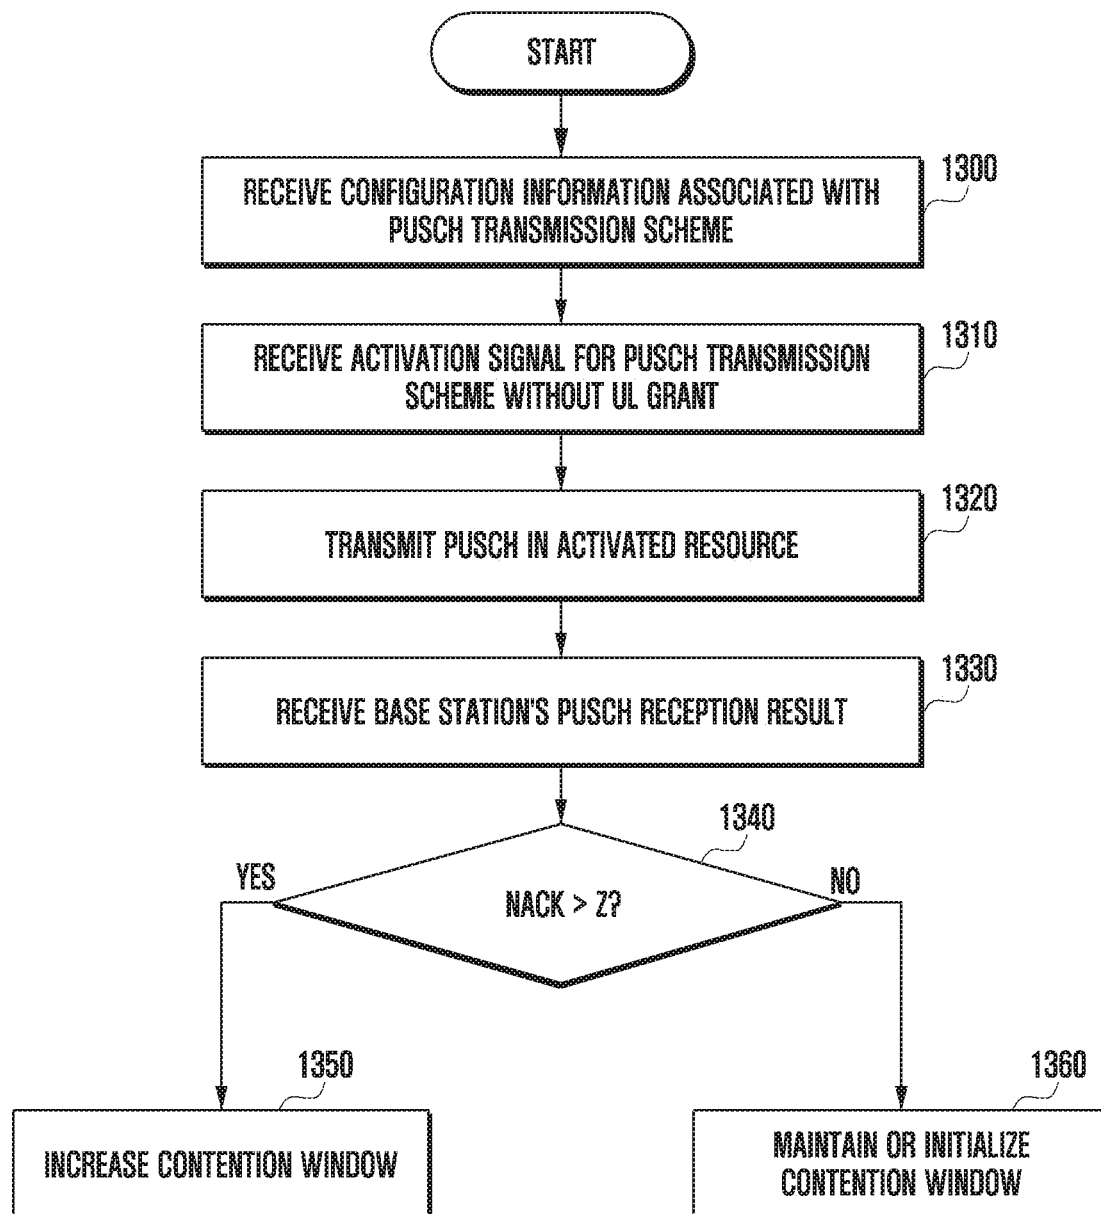 START
1300
RECEIVE CONFIGURATION INFORMATION ASSOCIATED WITH
PUSCH TRANSMISSION SCHEME
1310
RECEIVE ACTIVATION SIGNAL FOR PUSCH TRANSMISSION
SCHEME WITHOUT UL GRANT
1320
TRANSMIT PUSCH IN ACTIVATED RESOURCE
1330
RECEIVE BASE STATION'S PUSCH RECEPTION RESULT
1340
YES
NO
NACK > Z?
1350
INCREASE CONTENTION WINDOW
1360
MAINTAIN OR INITIALIZE
CONTENTION WINDOW